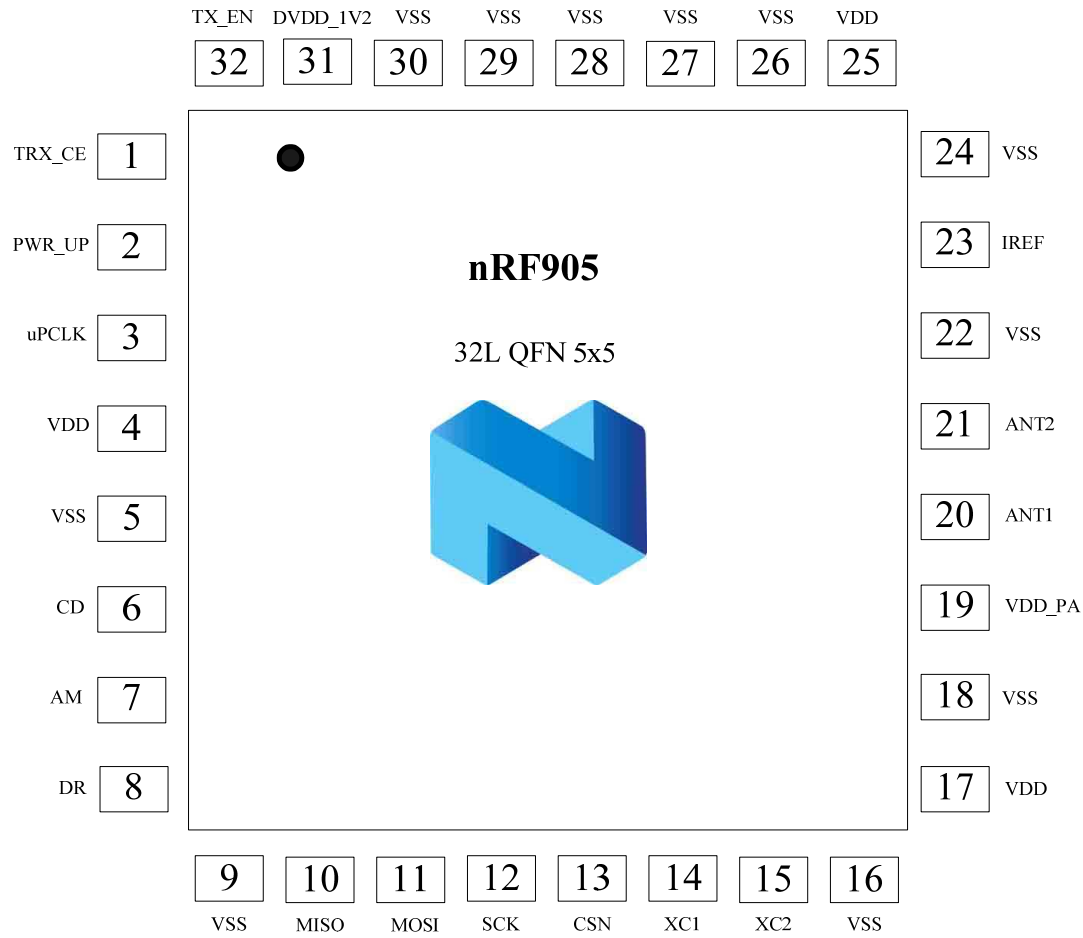 TX_EN DVDD_1V2 VSS VSS VSS VSS VSS VDD
32 31 30 29 28 27 26 25
TRX_CE 1
24 VSS
PWR_UP 2
23 IREF
nRF905
uPCLK 3
22 VSS
32L QFN 5x5
VDD 4
21 ANT2
VSS 5
20 ANT1
CD 6
19 VDD_PA
AM 7
18 VSS
DR 8
17 VDD
9 10 11 12 13 14 15 16
VSS MISO MOSI SCK CSN XC1 XC2 VSS